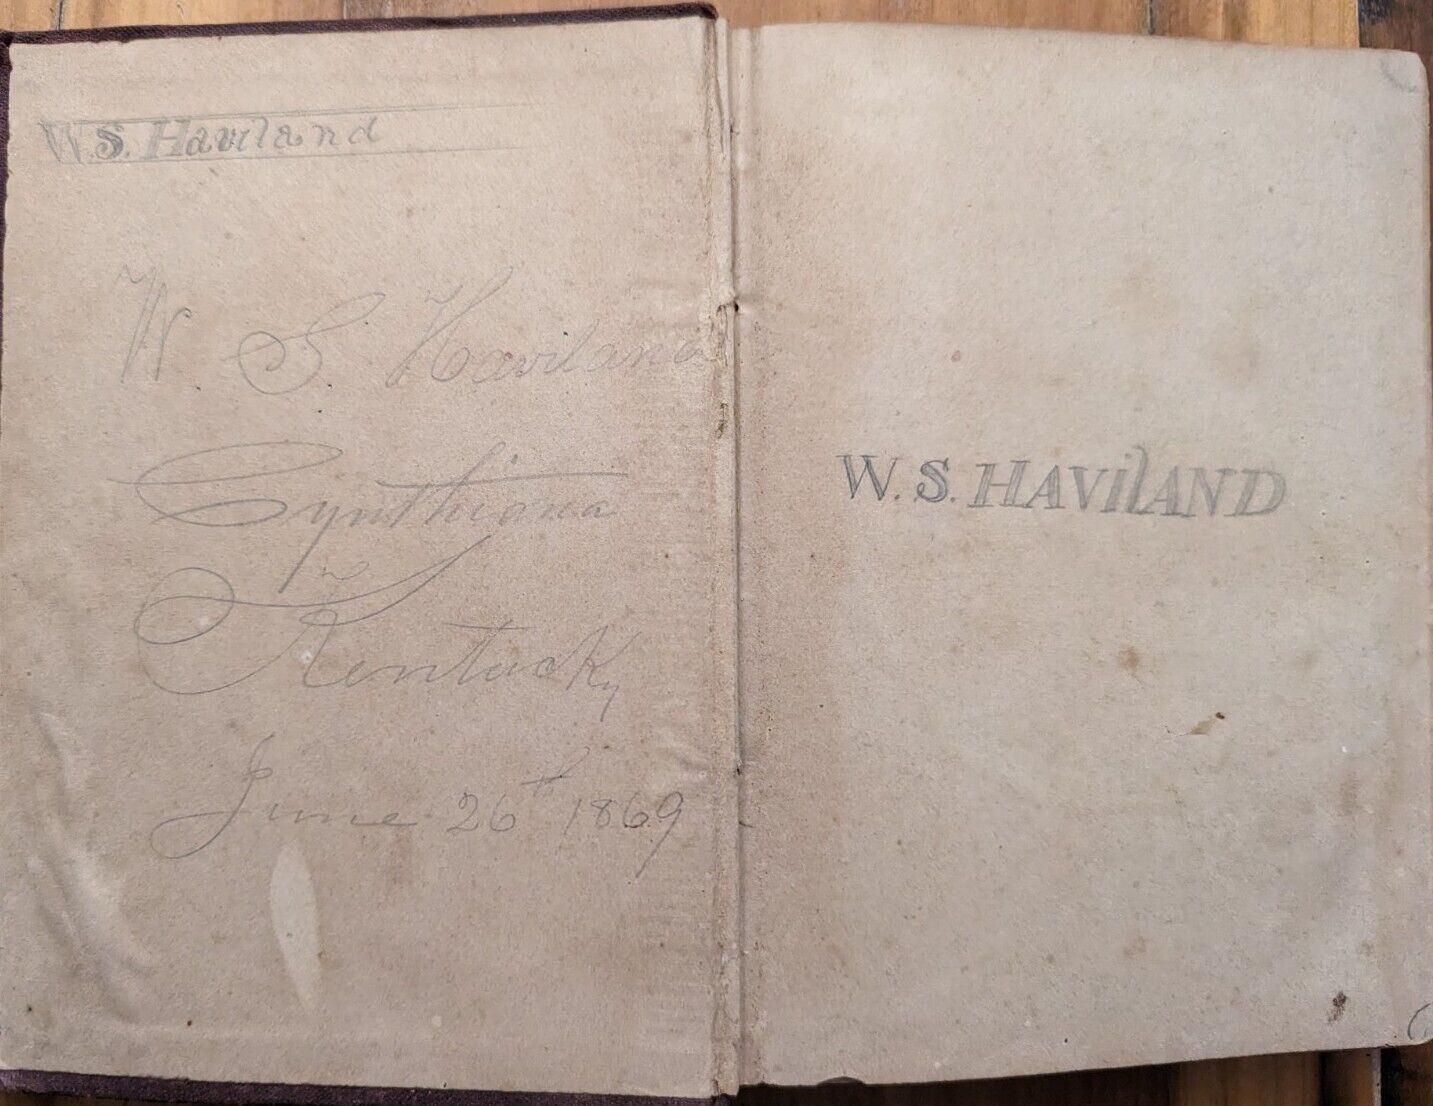 W.S. Haviland
W S Haviland
Cynthiana
Kentucky
June 26th 1869
W. S. HAViLAND